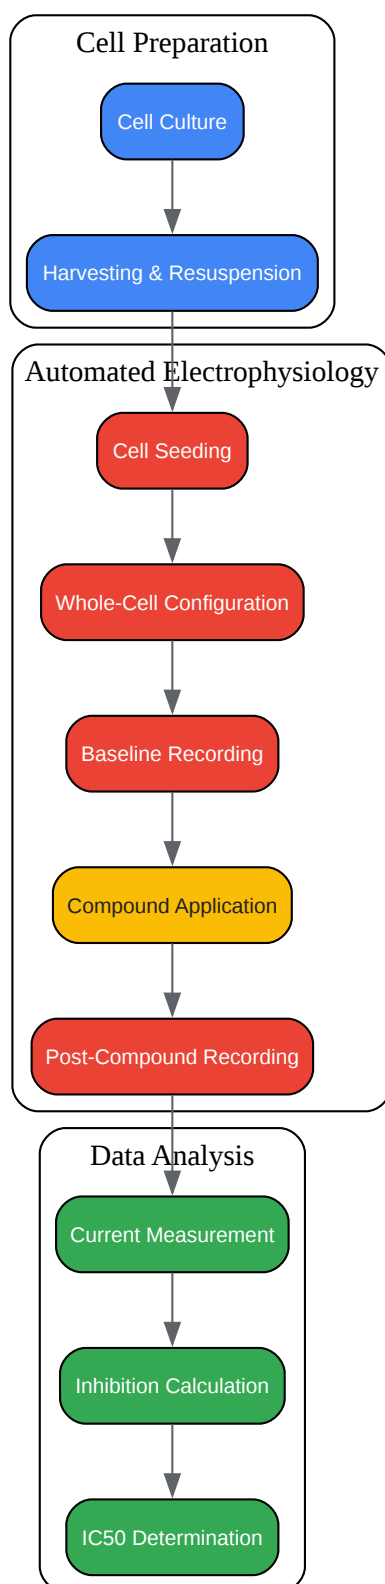 Cell Preparation
Cell Culture
Harvesting & Resuspension
Automated Electrophysiology
Cell Seeding
Whole-Cell Configuration
Baseline Recording
Compound Application
Post-Compound Recording
Data Analysis
Current Measurement
Inhibition Calculation
IC50 Determination